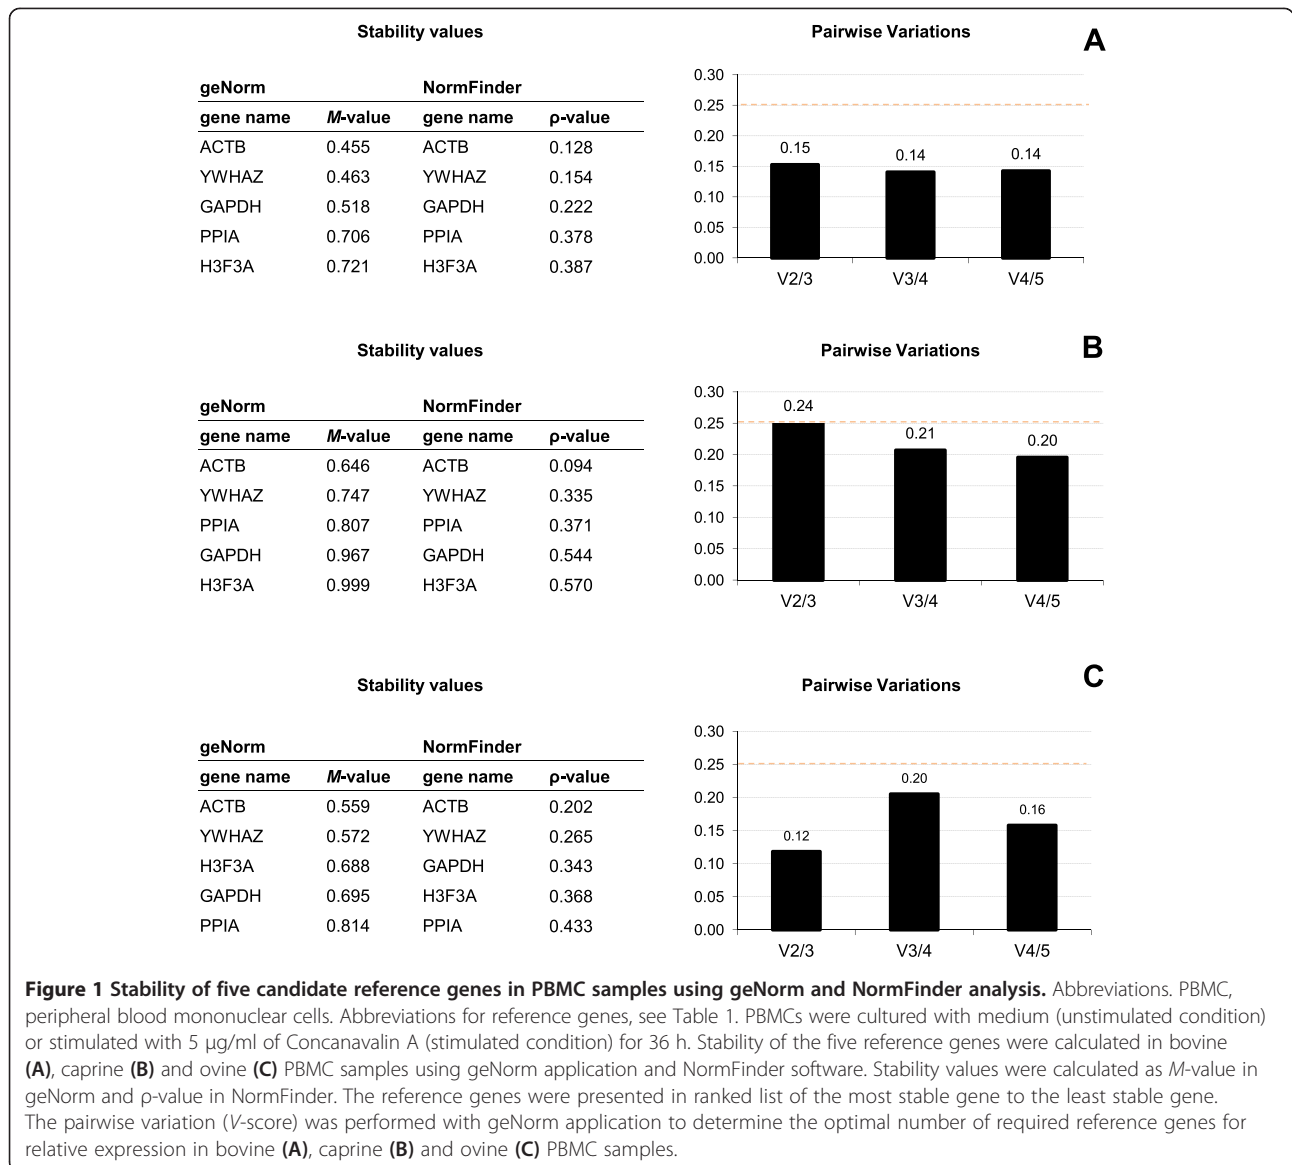 Stability values
Pairwise Variations
A
geNorm NormFinder
gene name M-value gene name ρ-value
ACTB 0.455 ACTB 0.128
YWHAZ 0.463 YWHAZ 0.154
GAPDH 0.518 GAPDH 0.222
PPIA 0.706 PPIA 0.378
H3F3A 0.721 H3F3A 0.387
0.30
0.25
0.20
0.15
0.10
0.05
0.00
0.15 0.14 0.14
V2/3 V3/4 V4/5
Stability values
Pairwise Variations
B
geNorm NormFinder
gene name M-value gene name ρ-value
ACTB 0.646 ACTB 0.094
YWHAZ 0.747 YWHAZ 0.335
PPIA 0.807 PPIA 0.371
GAPDH 0.967 GAPDH 0.544
H3F3A 0.999 H3F3A 0.570
0.30
0.25
0.20
0.15
0.10
0.05
0.00
0.24 0.21 0.20
V2/3 V3/4 V4/5
Stability values
Pairwise Variations
C
geNorm NormFinder
gene name M-value gene name ρ-value
ACTB 0.559 ACTB 0.202
YWHAZ 0.572 YWHAZ 0.265
H3F3A 0.688 GAPDH 0.343
GAPDH 0.695 H3F3A 0.368
PPIA 0.814 PPIA 0.433
0.30
0.25
0.20
0.15
0.10
0.05
0.00
0.12 0.20 0.16
V2/3 V3/4 V4/5
Figure 1 Stability of five candidate reference genes in PBMC samples using geNorm and NormFinder analysis. Abbreviations. PBMC,
peripheral blood mononuclear cells. Abbreviations for reference genes, see Table 1. PBMCs were cultured with medium (unstimulated condition)
or stimulated with 5 μg/ml of Concanavalin A (stimulated condition) for 36 h. Stability of the five reference genes were calculated in bovine
(A), caprine (B) and ovine (C) PBMC samples using geNorm application and NormFinder software. Stability values were calculated as M-value in
geNorm and ρ-value in NormFinder. The reference genes were presented in ranked list of the most stable gene to the least stable gene.
The pairwise variation (V-score) was performed with geNorm application to determine the optimal number of required reference genes for
relative expression in bovine (A), caprine (B) and ovine (C) PBMC samples.